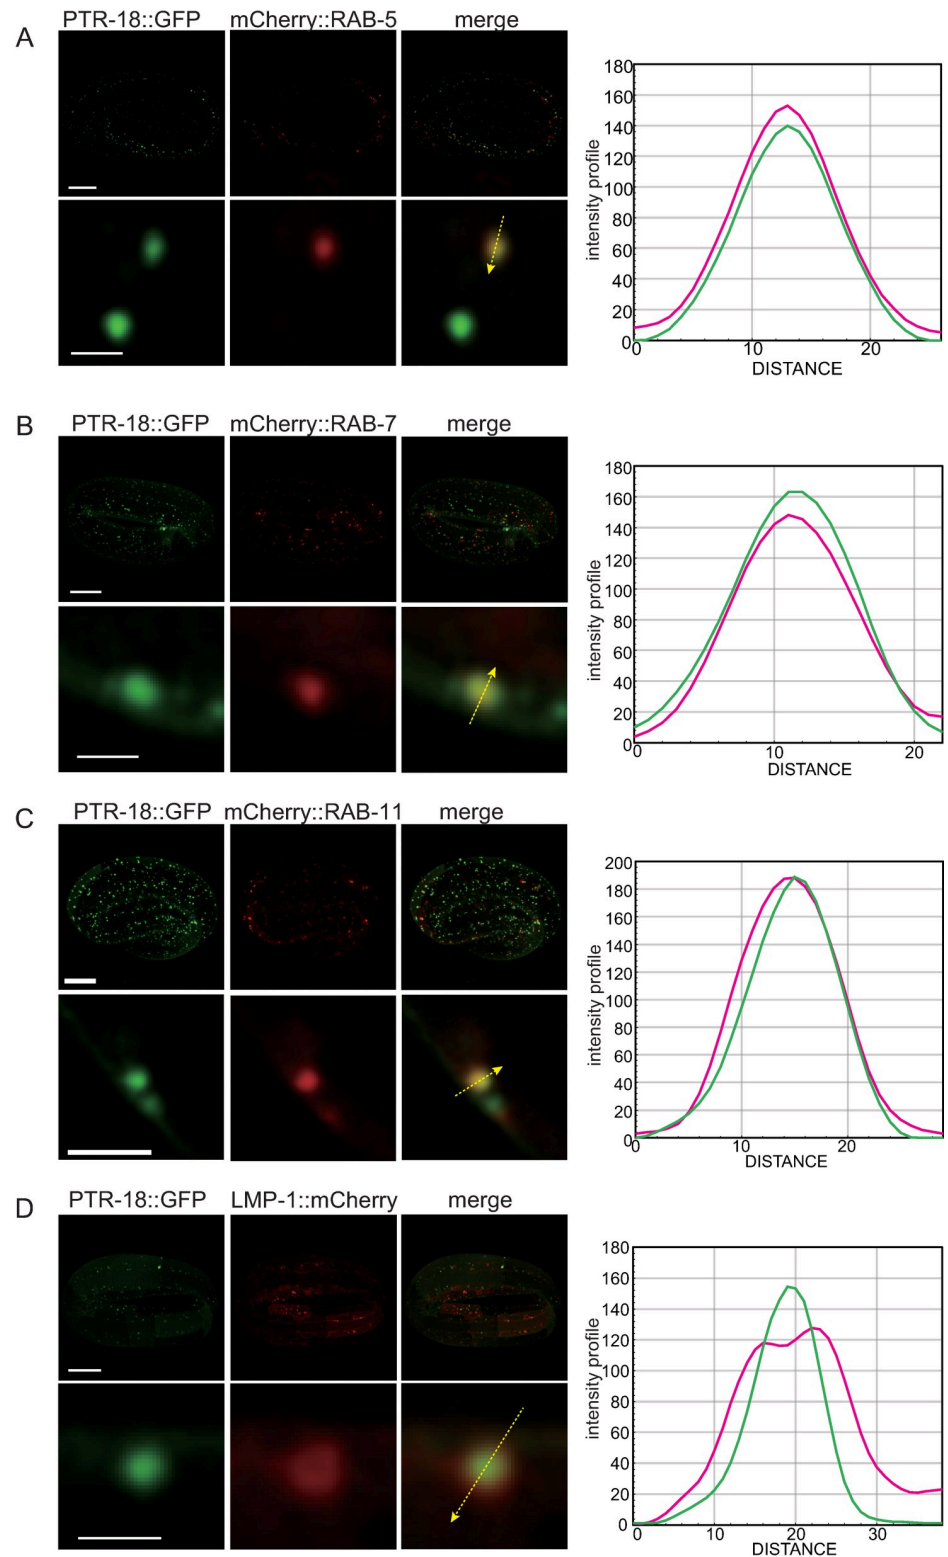 A
PTR-18::GFP mCherry::RAB-5 merge
180
160
140
120
100
80
60
40
20
0
intensity profile
0 10 20
DISTANCE
B
PTR-18::GFP mCherry::RAB-7 merge
180
160
140
120
100
80
60
40
20
0
intensity profile
0 10 20
DISTANCE
C
PTR-18::GFP mCherry::RAB-11 merge
200
180
160
140
120
100
80
60
40
20
0
intensity profile
0 10 20
DISTANCE
D
PTR-18::GFP LMP-1::mCherry merge
180
160
140
120
100
80
60
40
20
0
intensity profile
0 10 20 30
DISTANCE